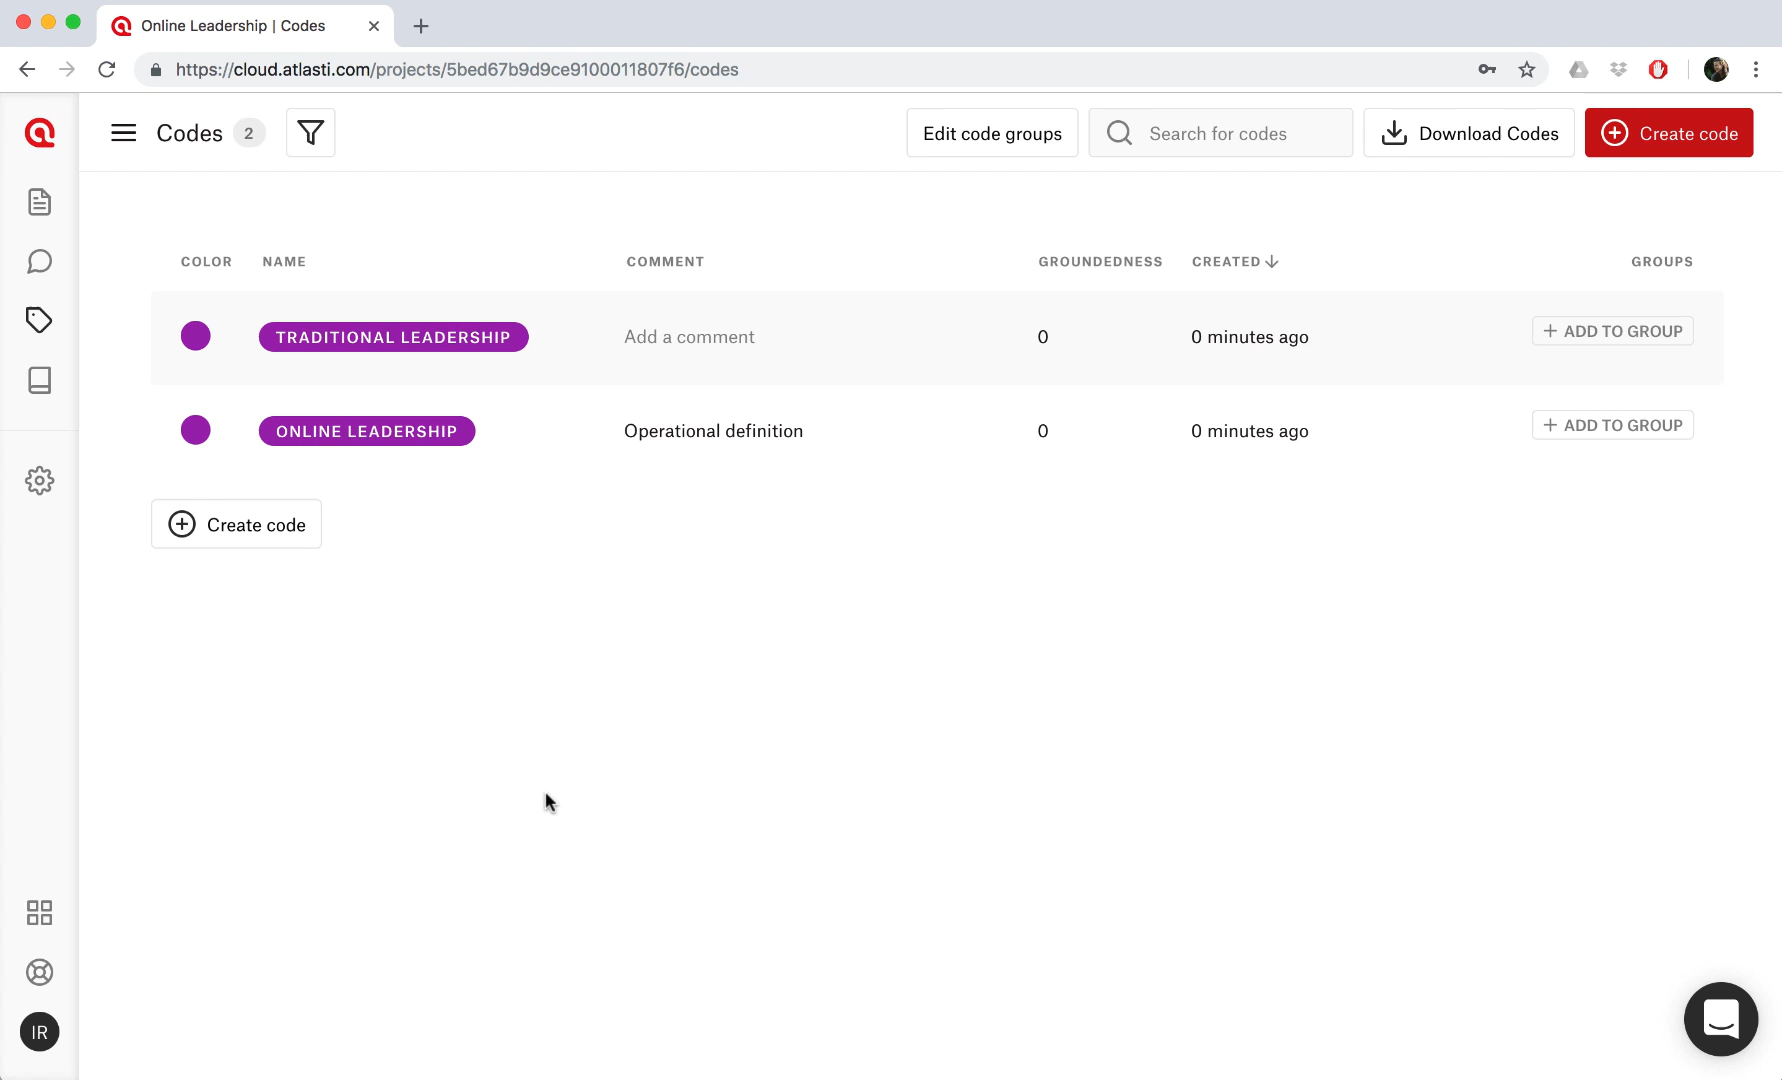 Online Leadership | Codes
https://cloud.atlasti.com/projects/5bed67b9d9ce9100011807f6/codes
Codes 2
Edit code groups
Search for codes
Download Codes
Create code
COLOR NAME COMMENT GROUNDEDNESS CREATED GROUPS
TRADITIONAL LEADERSHIP Add a comment 0 0 minutes ago + ADD TO GROUP
ONLINE LEADERSHIP Operational definition 0 0 minutes ago + ADD TO GROUP
Create code
IR